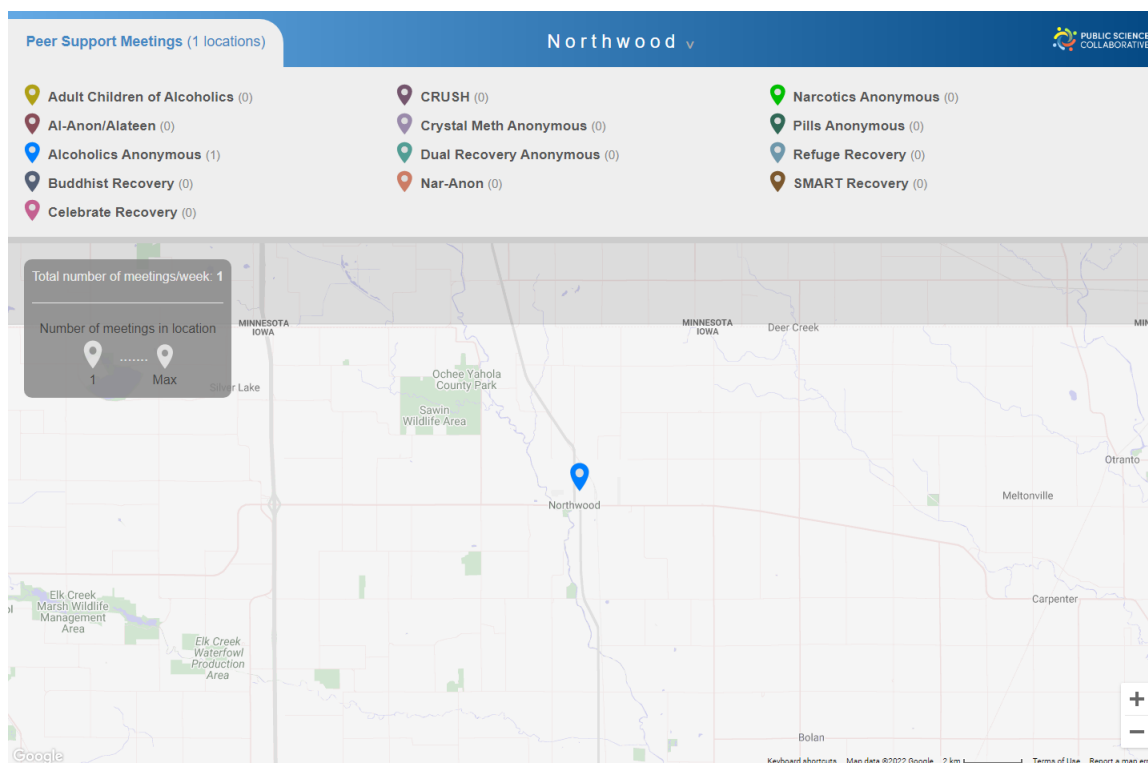 Peer Support Meetings (1 locations)
Northwood v
PUBLIC SCIENCE
COLLABORATIVE
Adult Children of Alcoholics (0)
Al-Anon/Alateen (0)
Alcoholics Anonymous (1)
Buddhist Recovery (0)
Celebrate Recovery (0)
CRUSH (0)
Crystal Meth Anonymous (0)
Dual Recovery Anonymous (0)
Nar-Anon (0)
Narcotics Anonymous (0)
Pills Anonymous (0)
Refuge Recovery (0)
SMART Recovery (0)
Total number of meetings/week: 1
Number of meetings in location
1 ....... Max
MINNESOTA
IOWA
MINNESOTA
IOWA
MIN
Deer Creek
Silver Lake
Ochee Yahola
County Park
Sawin
Wildlife Area
Otranto
Northwood
Meltonville
Elk Creek
Marsh Wildlife
Management
Area
Carpenter
Elk Creek
Waterfowl
Production
Area
+
−
Bolan
Google
Keyboard shortcuts Map data ©2022 Google 2 km Terms of Use Report a map er